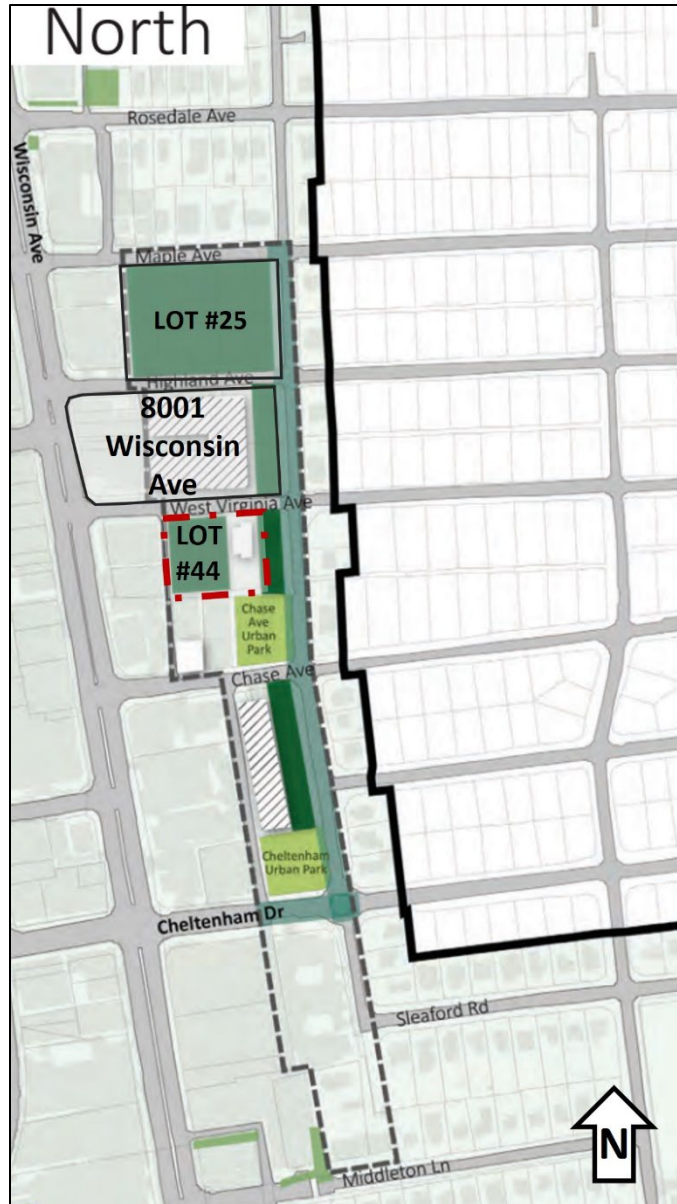 North
Rosedale Ave
Wisconsin Ave
Maple Ave
LOT #25
Highland Ave
8001
Wisconsin
Ave
West Virginia Ave
LOT
#44
Chase
Ave
Urban
Park
Chase Ave
Cheltenham
Urban Park
Cheltenham Dr
Sleaford Rd
N
Middleton Ln